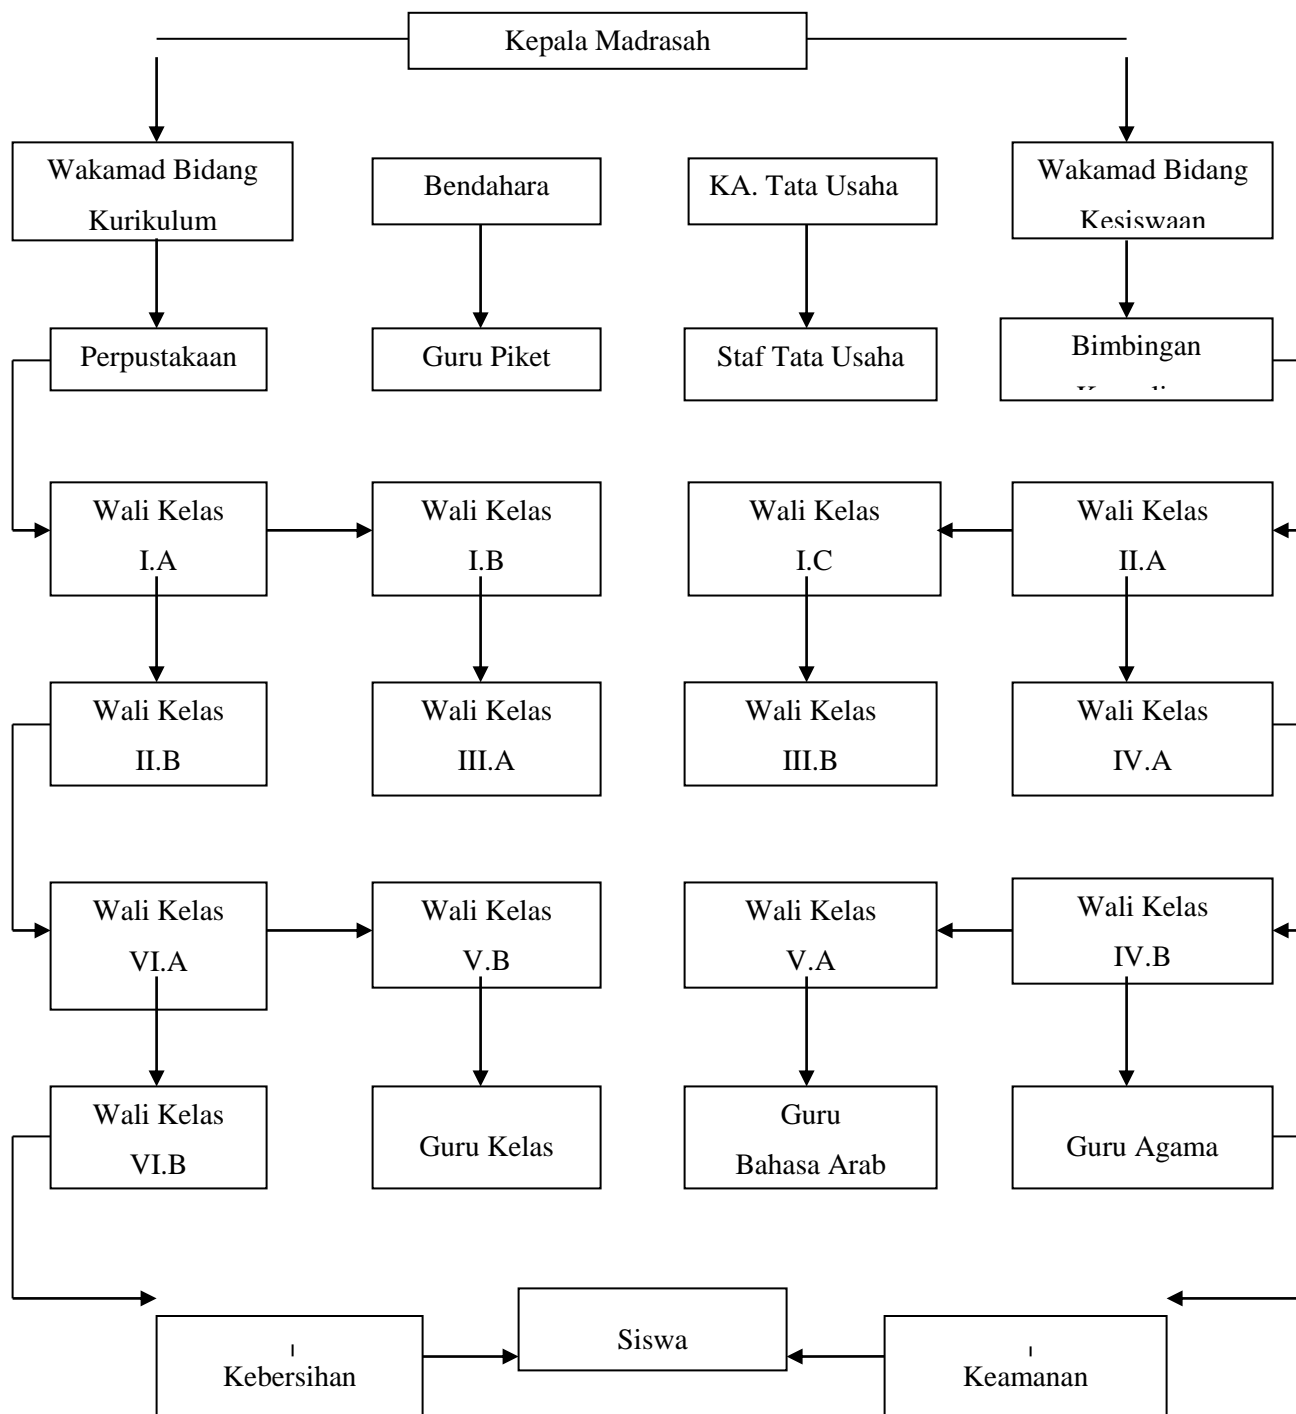 Kepala Madrasah
Wakamad Bidang
Kurikulum
Bendahara
KA. Tata Usaha
Wakamad Bidang
Kesiswaan
Perpustakaan
Guru Piket
Staf Tata Usaha
Bimbingan
Wali Kelas
I.A
Wali Kelas
I.B
Wali Kelas
I.C
Wali Kelas
II.A
Wali Kelas
II.B
Wali Kelas
III.A
Wali Kelas
III.B
Wali Kelas
IV.A
Wali Kelas
VI.A
Wali Kelas
V.B
Wali Kelas
V.A
Wali Kelas
IV.B
Wali Kelas
VI.B
Guru Kelas
Guru
Bahasa Arab
Guru Agama
Siswa
Kebersihan
Keamanan